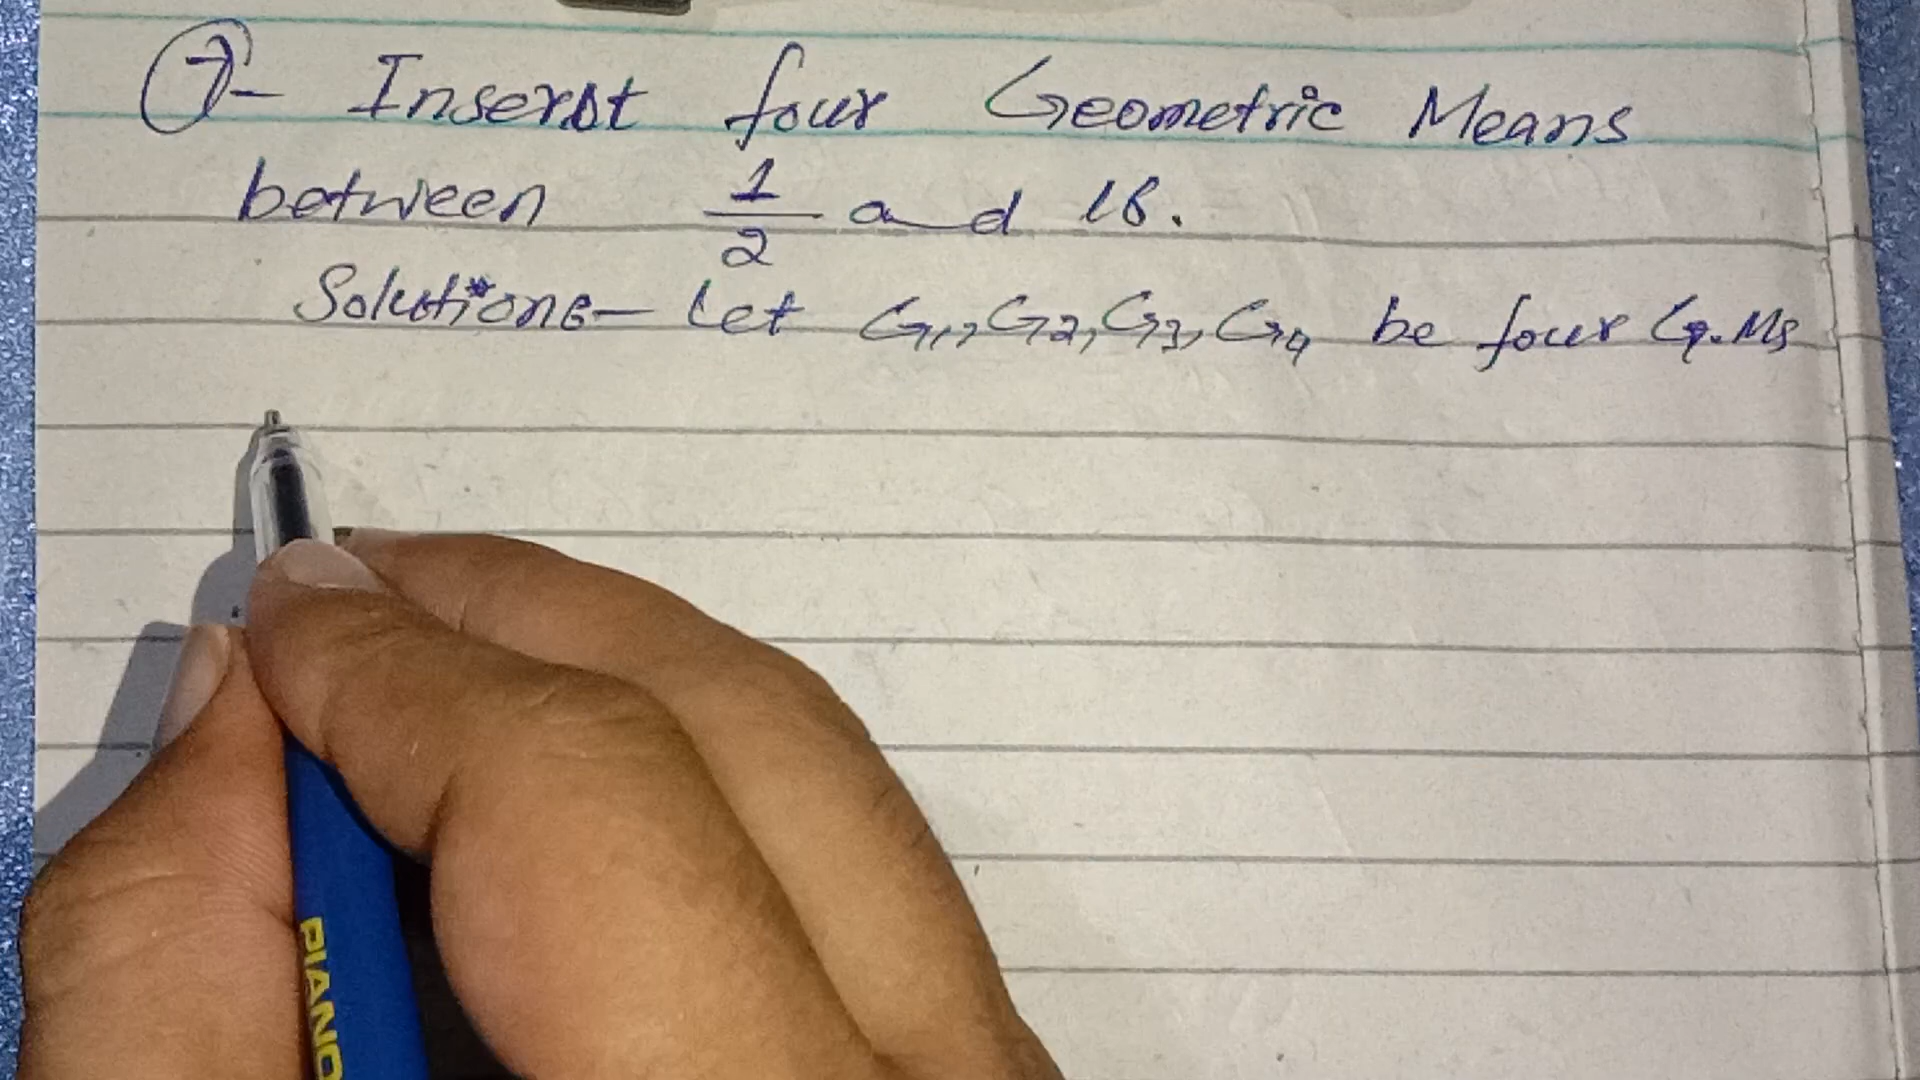 7- Insert four Geometric Means
between 1/2 and 16.
Solution:- Let G1, G2, G3, G4 be four G.Ms
PIANO